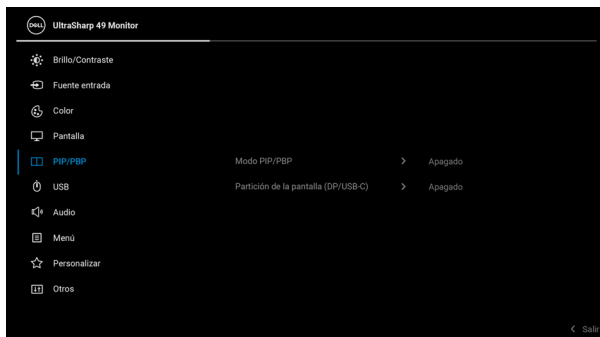 DELL UltraSharp 49 Monitor
Brillo/Contraste
Fuente entrada
Color
Pantalla
PIP/PBP Modo PIP/PBP > Apagado
USB Partición de la pantalla (DP/USB-C) > Apagado
Audio
Menú
Personalizar
Otros
< Salir